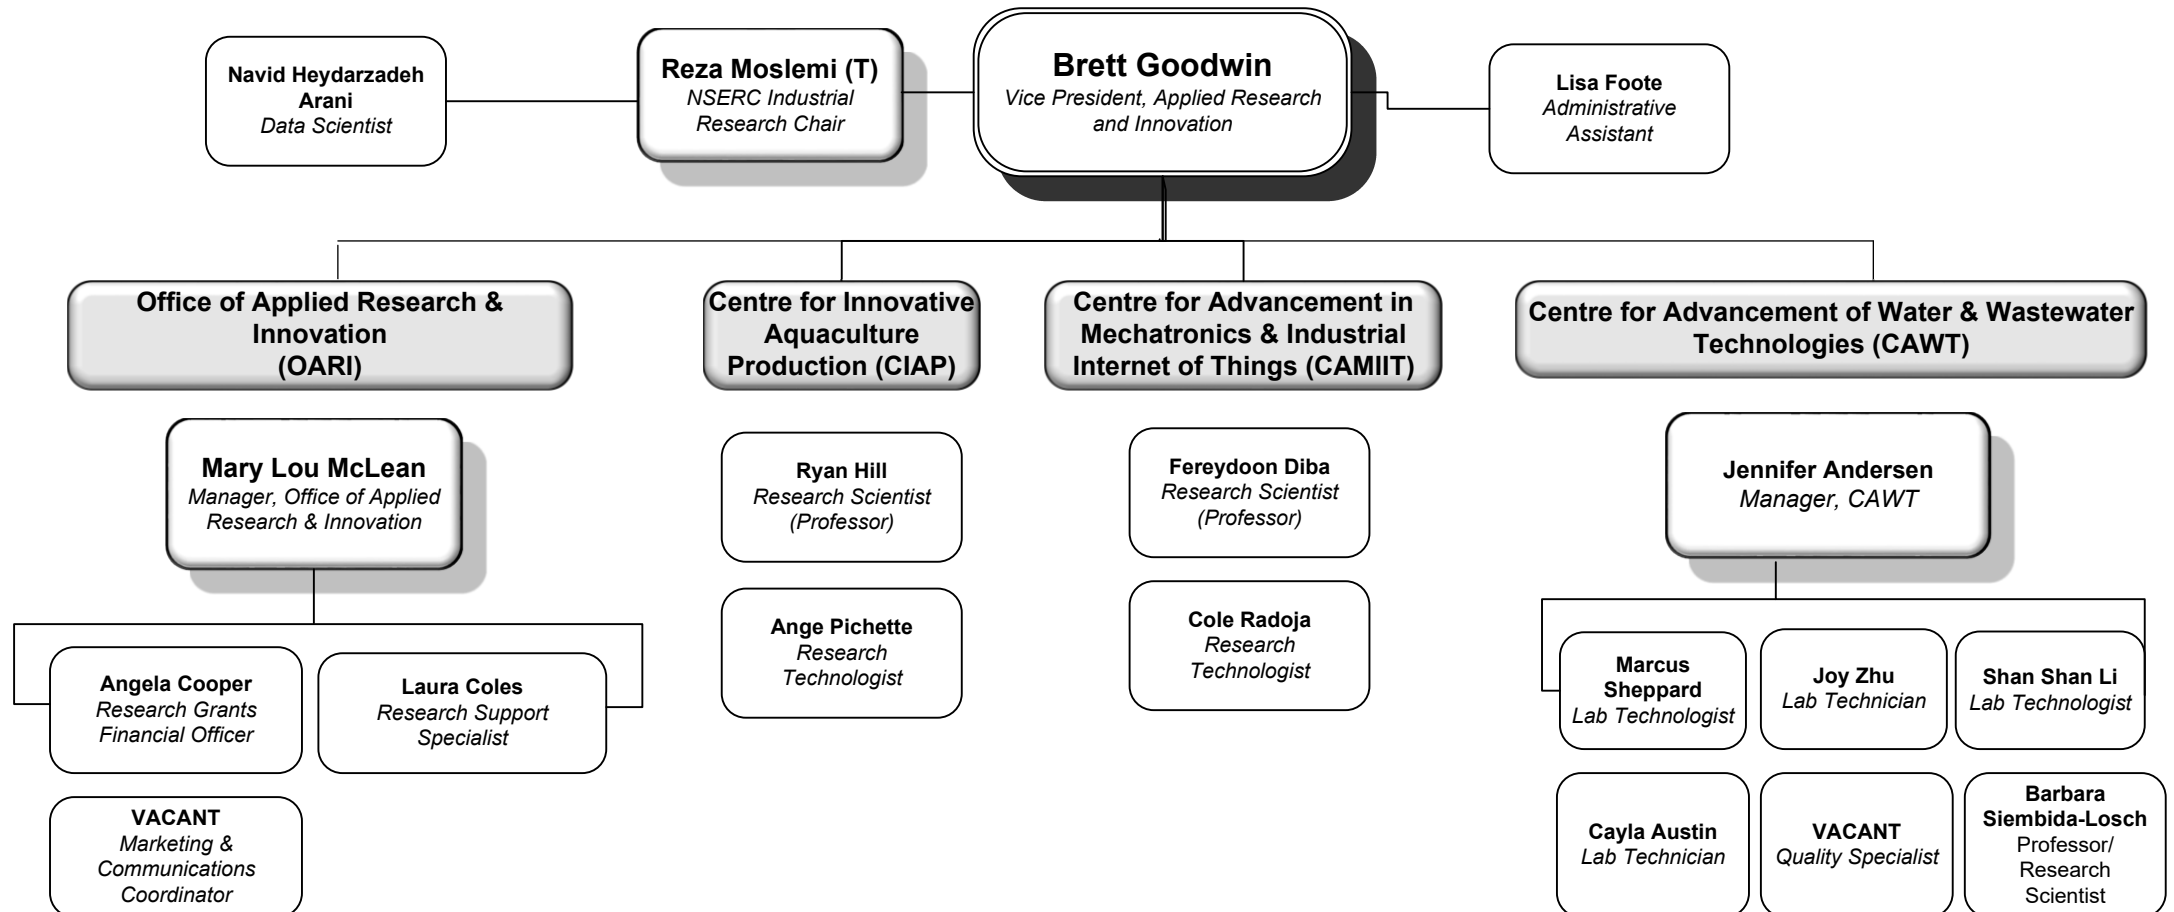 Navid Heydarzadeh
Arani
Data Scientist
Reza Moslemi (T)
NSERC Industrial
Research Chair
Brett Goodwin
Vice President, Applied Research
and Innovation
Lisa Foote
Administrative
Assistant
Office of Applied Research &
Innovation
(OARI)
Centre for Innovative
Aquaculture
Production (CIAP)
Centre for Advancement in
Mechatronics & Industrial
Internet of Things (CAMIIT)
Centre for Advancement of Water & Wastewater
Technologies (CAWT)
Mary Lou McLean
Manager, Office of Applied
Research & Innovation
Ryan Hill
Research Scientist
(Professor)
Fereydoon Diba
Research Scientist
(Professor)
Jennifer Andersen
Manager, CAWT
Angela Cooper
Research Grants
Financial Officer
Laura Coles
Research Support
Specialist
Ange Pichette
Research
Technologist
Cole Radoja
Research
Technologist
Marcus
Sheppard
Lab Technologist
Joy Zhu
Lab Technician
Shan Shan Li
Lab Technologist
VACANT
Marketing &
Communications
Coordinator
Cayla Austin
Lab Technician
VACANT
Quality Specialist
Barbara
Siembida-Losch
Professor/
Research
Scientist